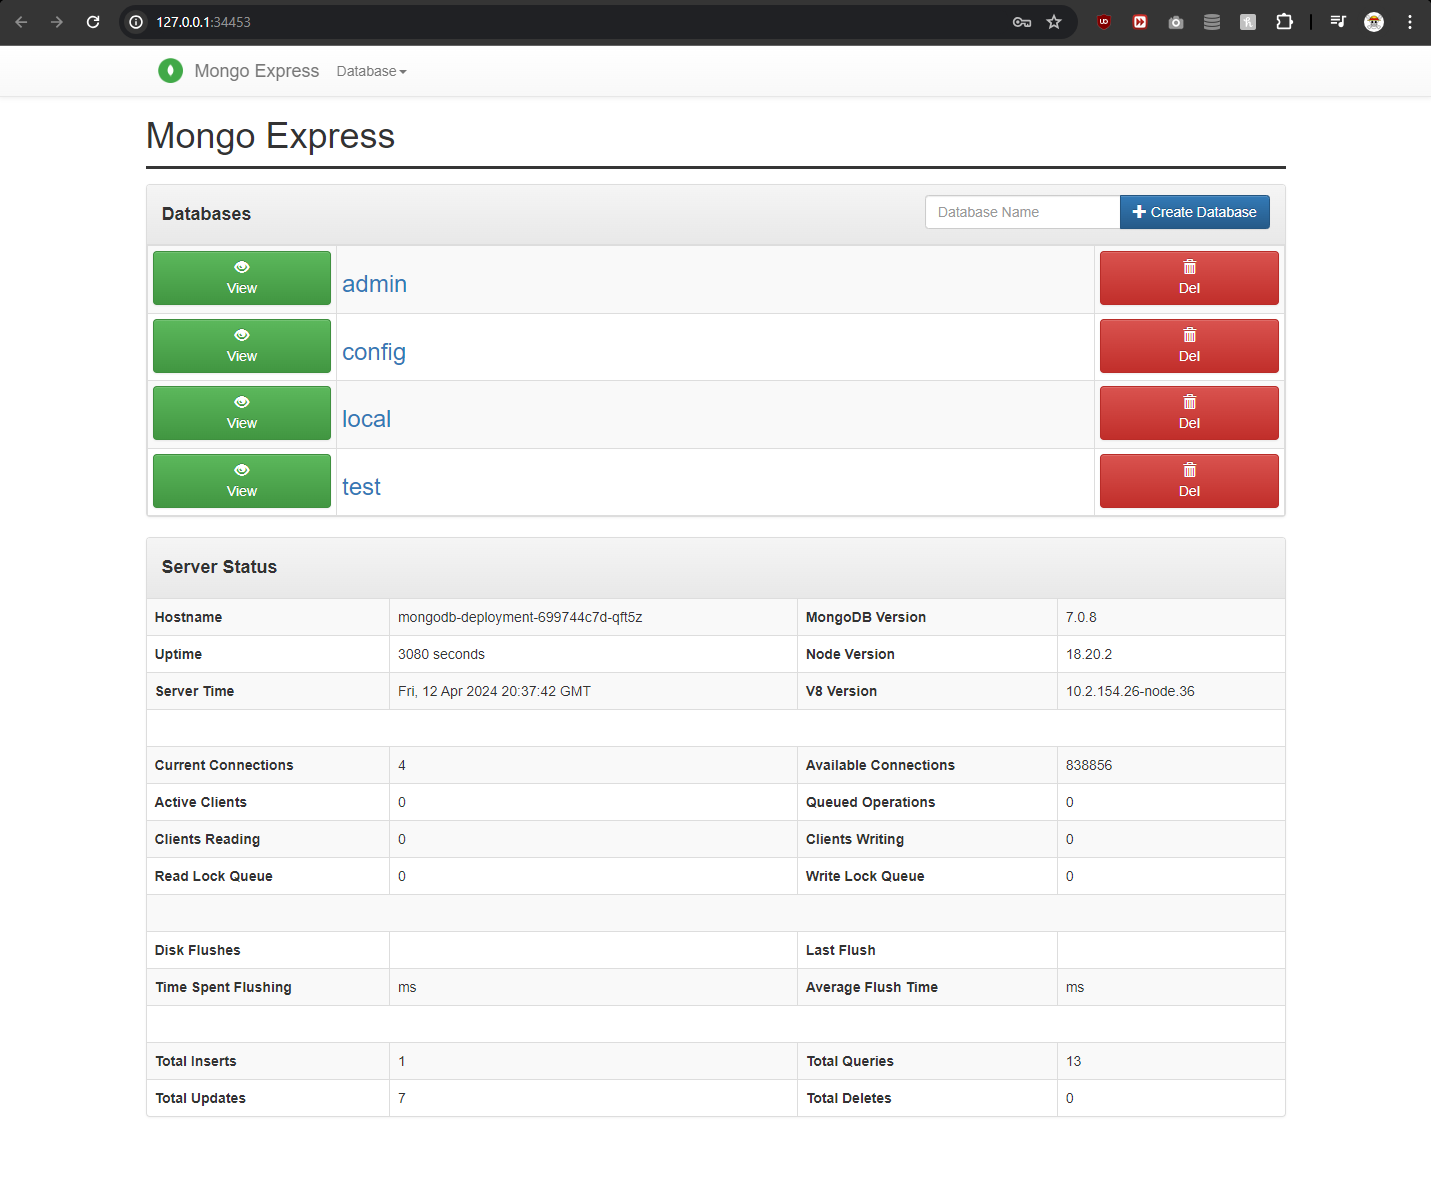 127.0.0.1:34453
Mongo Express Database
Mongo Express
Databases Database Name Create Database
View admin Del
View config Del
View local Del
View test Del
Server Status
Hostname mongodb-deployment-699744c7d-qft5z MongoDB Version 7.0.8
Uptime 3080 seconds Node Version 18.20.2
Server Time Fri, 12 Apr 2024 20:37:42 GMT V8 Version 10.2.154.26-node.36
Current Connections 4 Available Connections 838856
Active Clients 0 Queued Operations 0
Clients Reading 0 Clients Writing 0
Read Lock Queue 0 Write Lock Queue 0
Disk Flushes Last Flush
Time Spent Flushing ms Average Flush Time ms
Total Inserts 1 Total Queries 13
Total Updates 7 Total Deletes 0